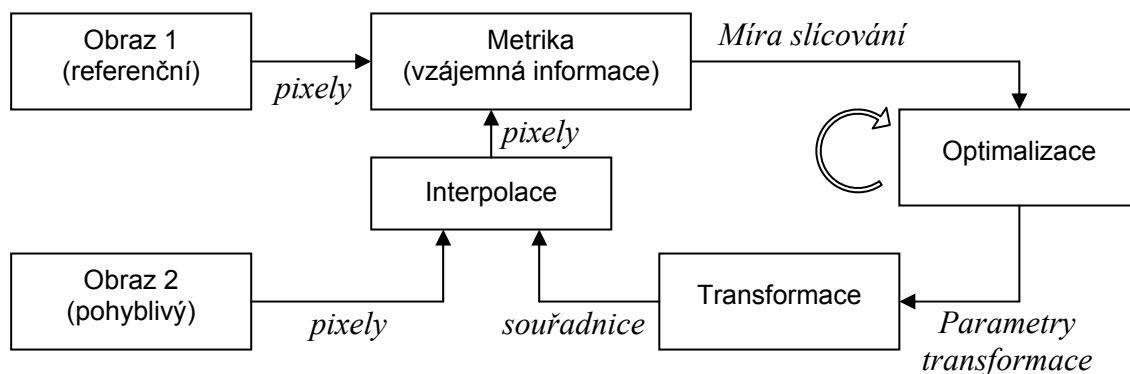 Obraz 1
(referenční)
pixely
Metrika
(vzájemná informace)
Míra slícování
pixely
Optimalizace
Interpolace
Obraz 2
(pohyblivý)
pixely
souřadnice
Transformace
Parametry
transformace